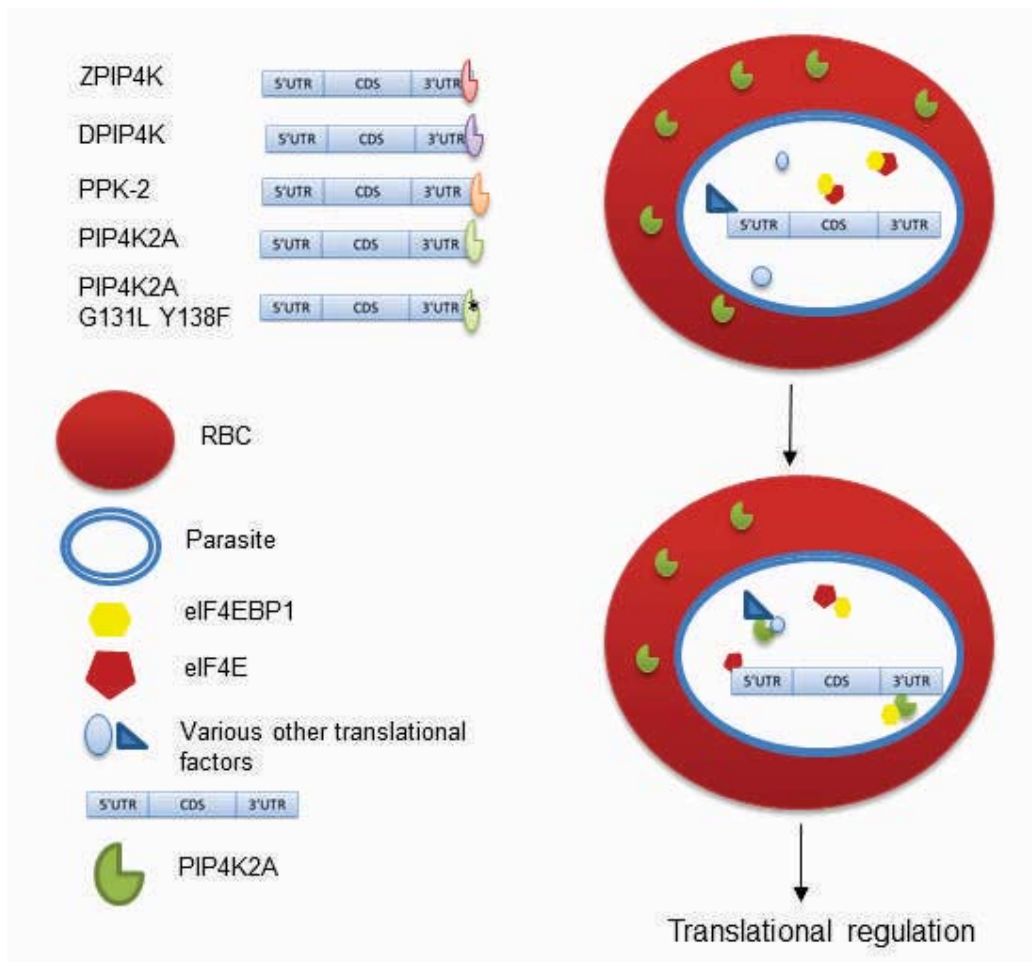 ZPIP4K
5'UTR CDS 3'UTR
DPIP4K
5'UTR CDS 3'UTR
PPK-2
5'UTR CDS 3'UTR
PIP4K2A
5'UTR CDS 3'UTR
PIP4K2A
G131L Y138F
5'UTR CDS 3'UTR *
RBC
Parasite
eIF4EBP1
eIF4E
Various other translational
factors
5'UTR CDS 3'UTR
PIP4K2A
5'UTR CDS 3'UTR
5'UTR CDS 3'UTR
Translational regulation